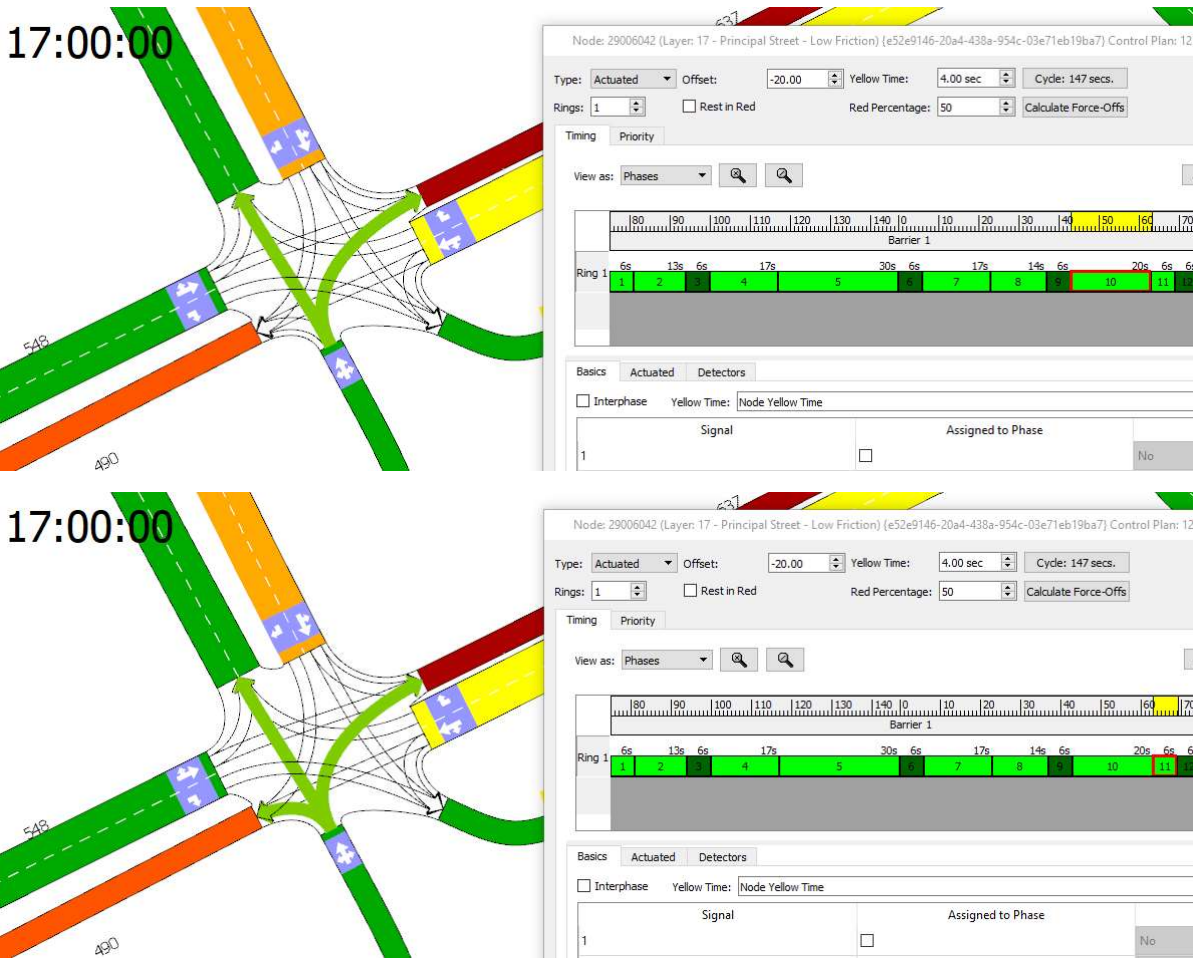 17:00:00
637
Node: 29006042 (Layer: 17 - Principal Street - Low Friction) {e52e9146-20a4-438a-954c-03e71eb19ba7} Control Plan: 12
Type: Actuated Offset: -20.00 Yellow Time: 4.00 sec Cycle: 147 secs.
Rings: 1 Rest in Red Red Percentage: 50 Calculate Force-Offs
Timing Priority
View as: Phases
80 90 100 110 120 130 140 0 10 20 30 40 50 60 70
Barrier 1
6s 13s 6s 17s 30s 6s 17s 14s 6s 20s 6s
Ring 1 1 2 3 4 5 6 7 8 9 10 11 12
548
Basics Actuated Detectors
Interphase Yellow Time: Node Yellow Time
Signal Assigned to Phase
1 No
490
17:00:00
637
Node: 29006042 (Layer: 17 - Principal Street - Low Friction) {e52e9146-20a4-438a-954c-03e71eb19ba7} Control Plan: 12
Type: Actuated Offset: -20.00 Yellow Time: 4.00 sec Cycle: 147 secs.
Rings: 1 Rest in Red Red Percentage: 50 Calculate Force-Offs
Timing Priority
View as: Phases
80 90 100 110 120 130 140 0 10 20 30 40 50 60 70
Barrier 1
6s 13s 6s 17s 30s 6s 17s 14s 6s 20s 6s
Ring 1 1 2 3 4 5 6 7 8 9 10 11 12
548
Basics Actuated Detectors
Interphase Yellow Time: Node Yellow Time
Signal Assigned to Phase
1 No
490